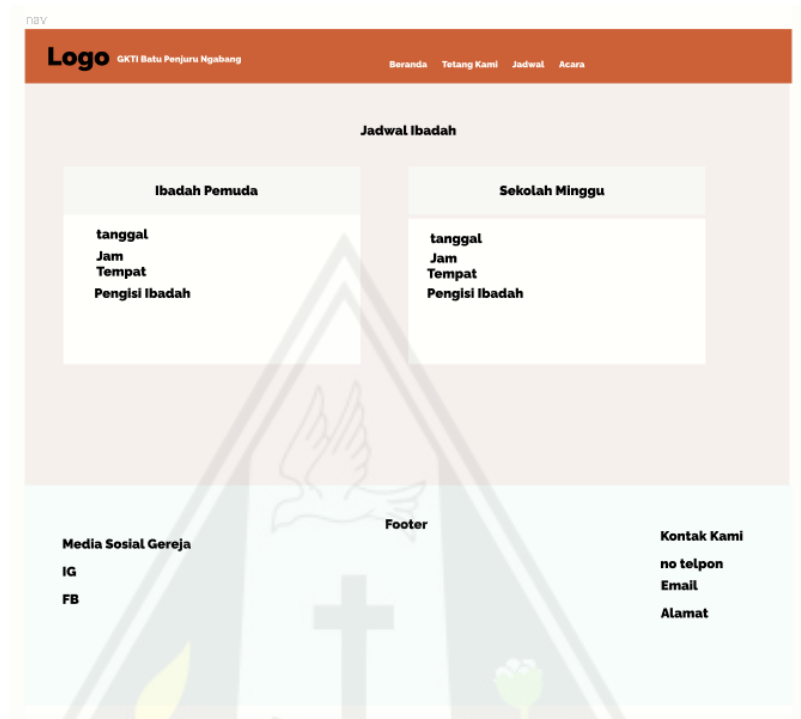 nav
Logo GKTI Batu Penjuru Ngabang Beranda Tetang Kami Jadwal Acara
Jadwal Ibadah
Ibadah Pemuda
tanggal
Jam
Tempat
Pengisi Ibadah
Sekolah Minggu
tanggal
Jam
Tempat
Pengisi Ibadah
Media Sosial Gereja
IG
FB
Footer
Kontak Kami
no telpon
Email
Alamat